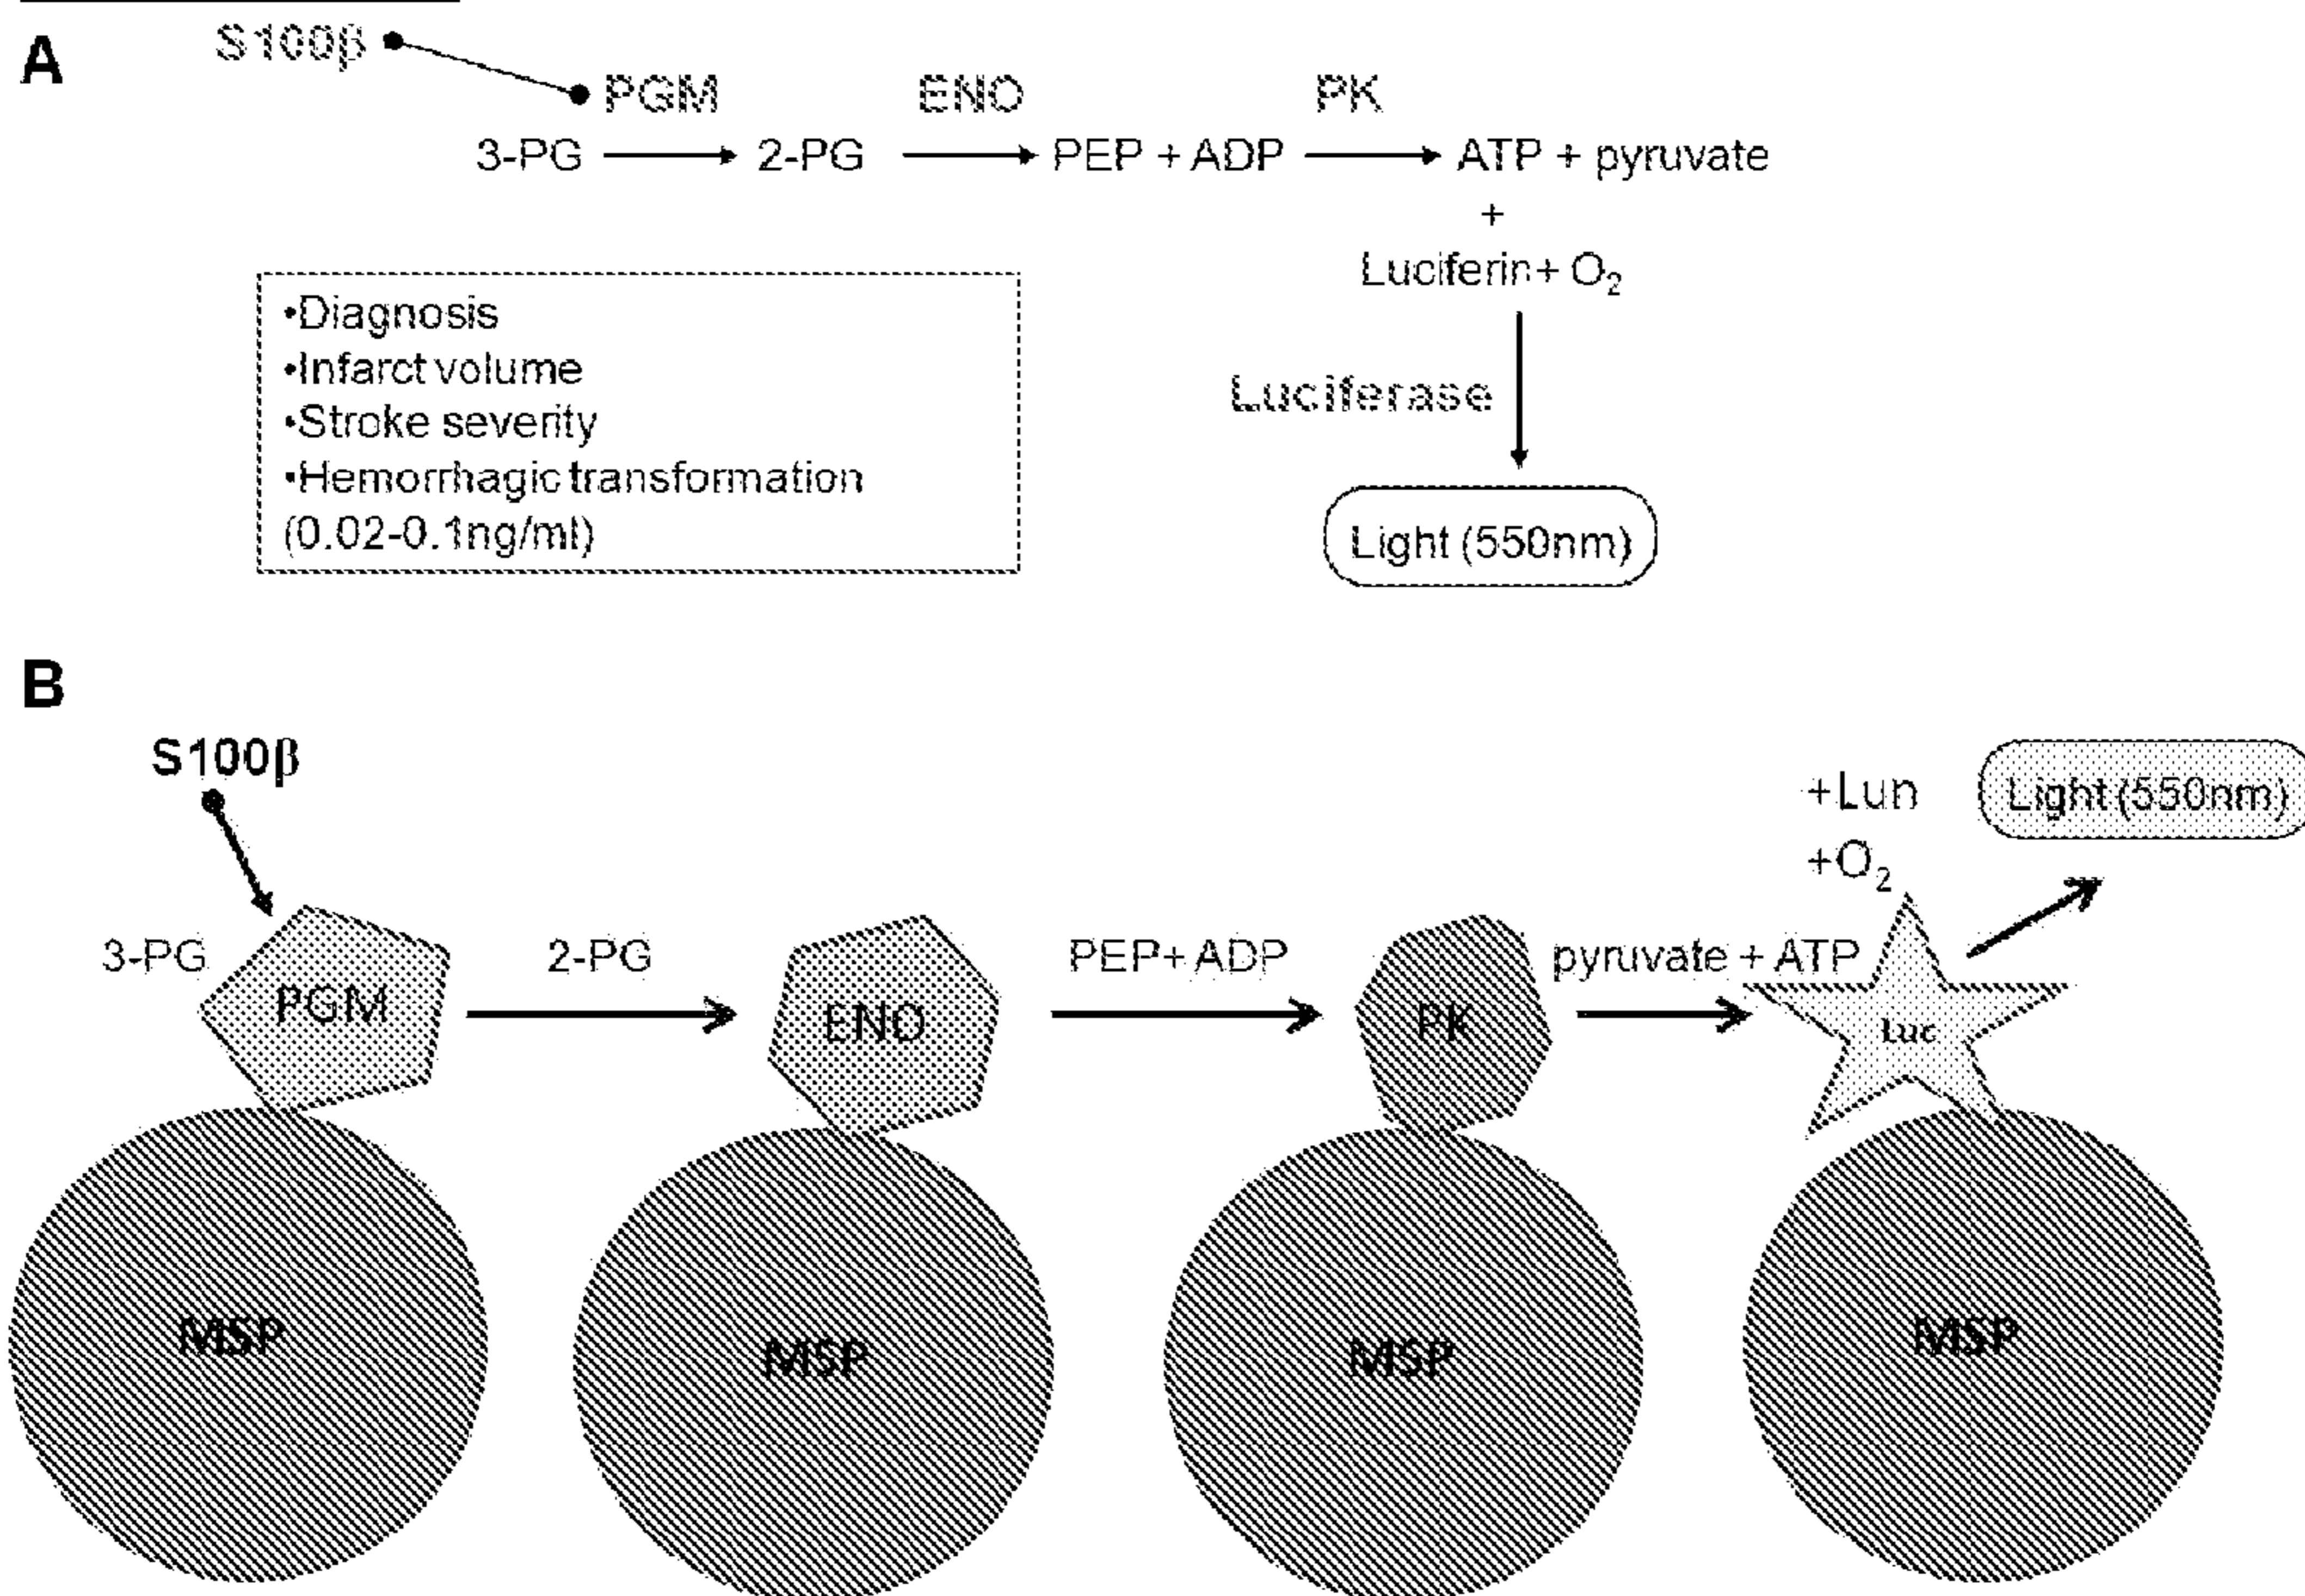 A
S100β
PGM ENO PK
3-PG 2-PG PEP + ADP ATP + pyruvate
+
Luciferin+ O₂
•Diagnosis
•Infarct volume
•Stroke severity
•Hemorrhagic transformation
(0.02-0.1ng/ml)
Luciferase
Light (550nm)
B
S100β
+Lun
Light (550nm)
+O₂
3-PG 2-PG PEP+ ADP pyruvate + ATP
PGM ENO PK Luc
MSP MSP MSP MSP